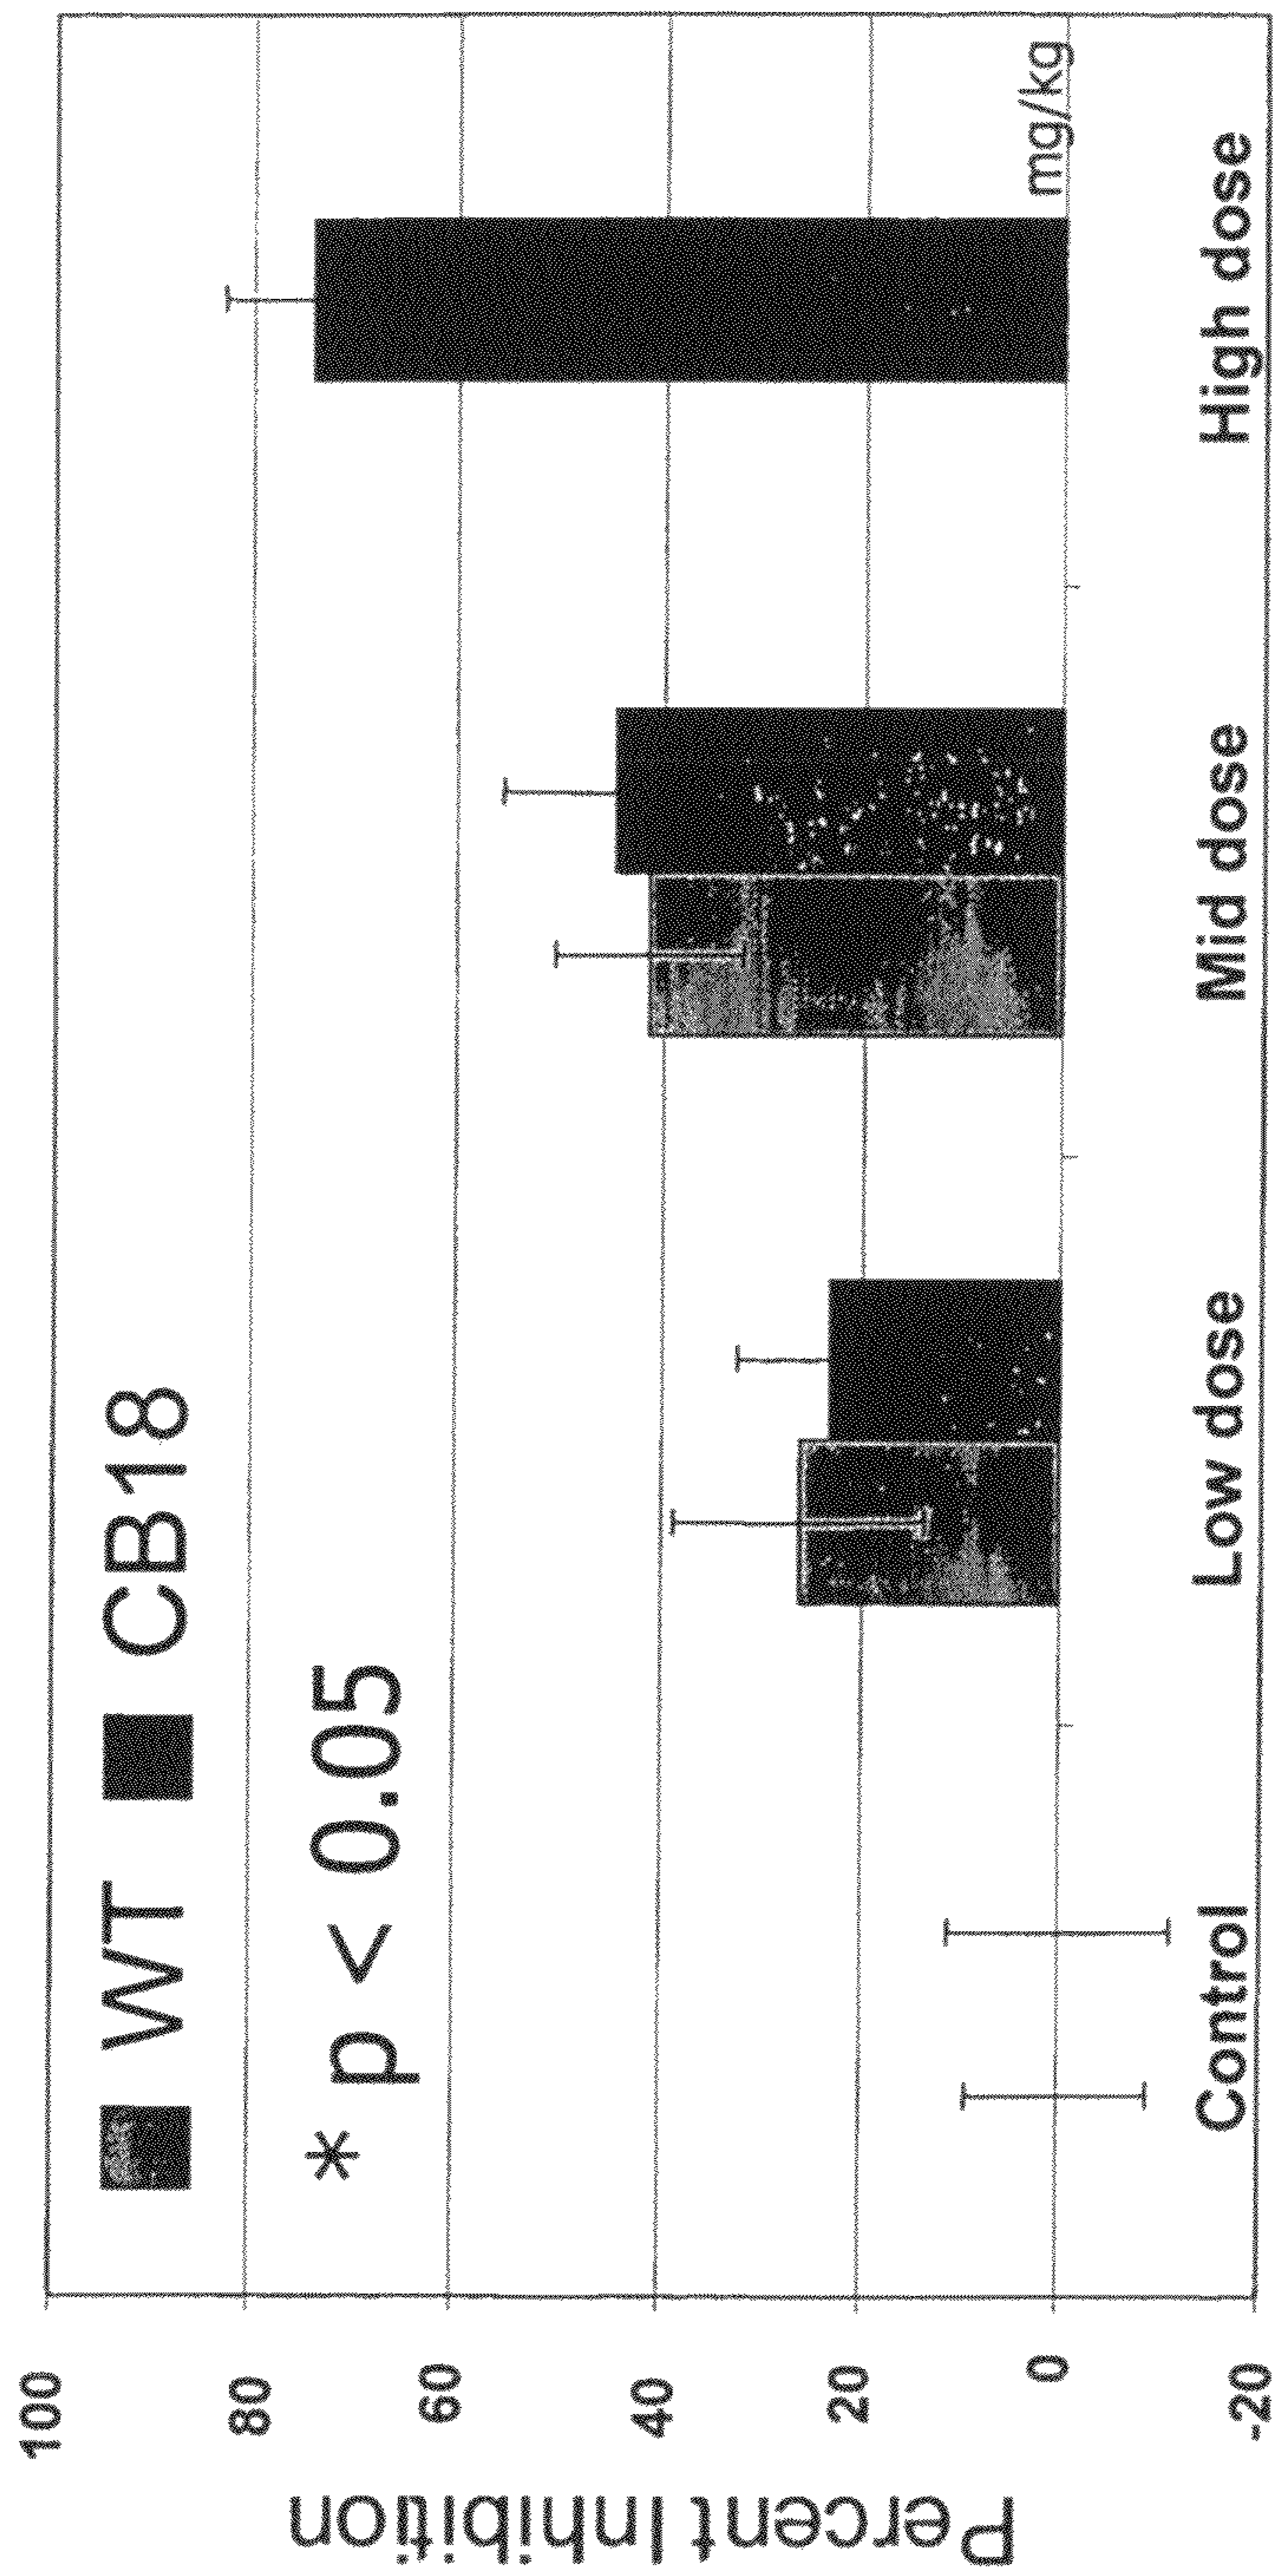 WT CB18
* p < 0.05
Percent Inhibition
100
80
60
40
20
0
-20
mg/kg
Control Low dose Mid dose High dose